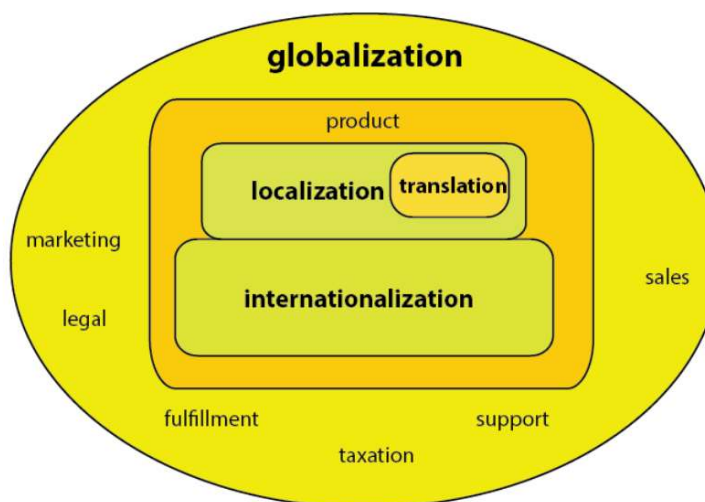 globalization
product
localization
translation
marketing
internationalization
sales
legal
fulfillment
support
taxation